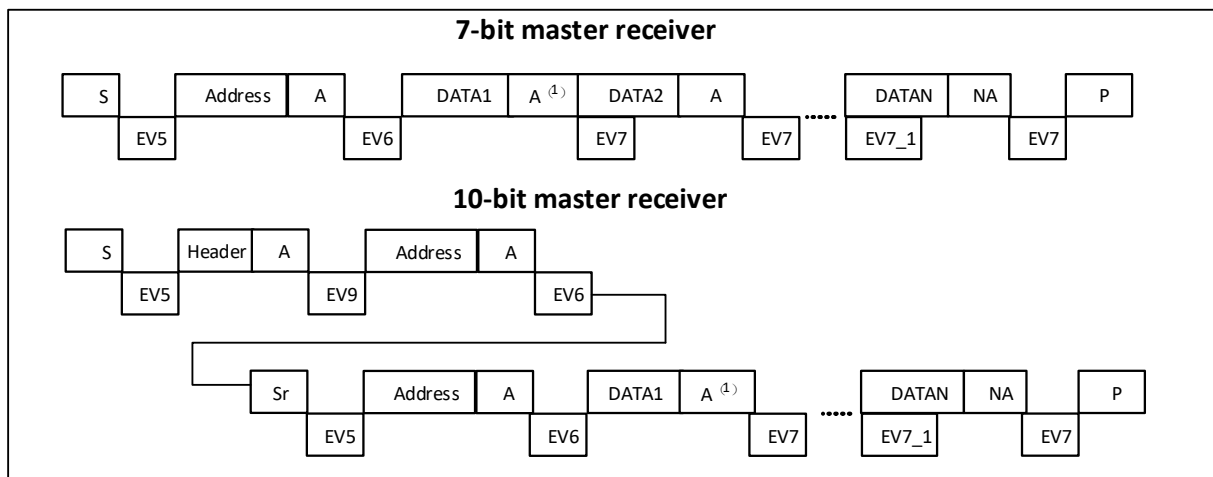 7-bit master receiver
S Address A DATA1 A (1) DATA2 A DATAN NA P
EV5 EV6 EV7 EV7 EV7_1 EV7
10-bit master receiver
S Header A Address A
EV5 EV9 EV6
Sr Address A DATA1 A (1) DATAN NA P
EV5 EV6 EV7 EV7_1 EV7